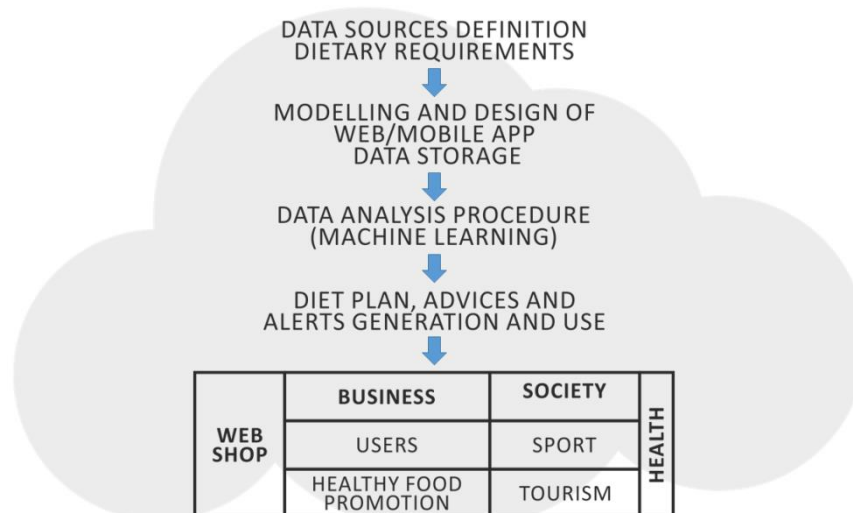 DATA SOURCES DEFINITION
DIETARY REQUIREMENTS
MODELLING AND DESIGN OF
WEB/MOBILE APP
DATA STORAGE
DATA ANALYSIS PROCEDURE
(MACHINE LEARNING)
DIET PLAN, ADVICES AND
ALERTS GENERATION AND USE
WEB
SHOP
BUSINESS
SOCIETY
USERS
SPORT
HEALTHY FOOD
PROMOTION
TOURISM
HEALTH